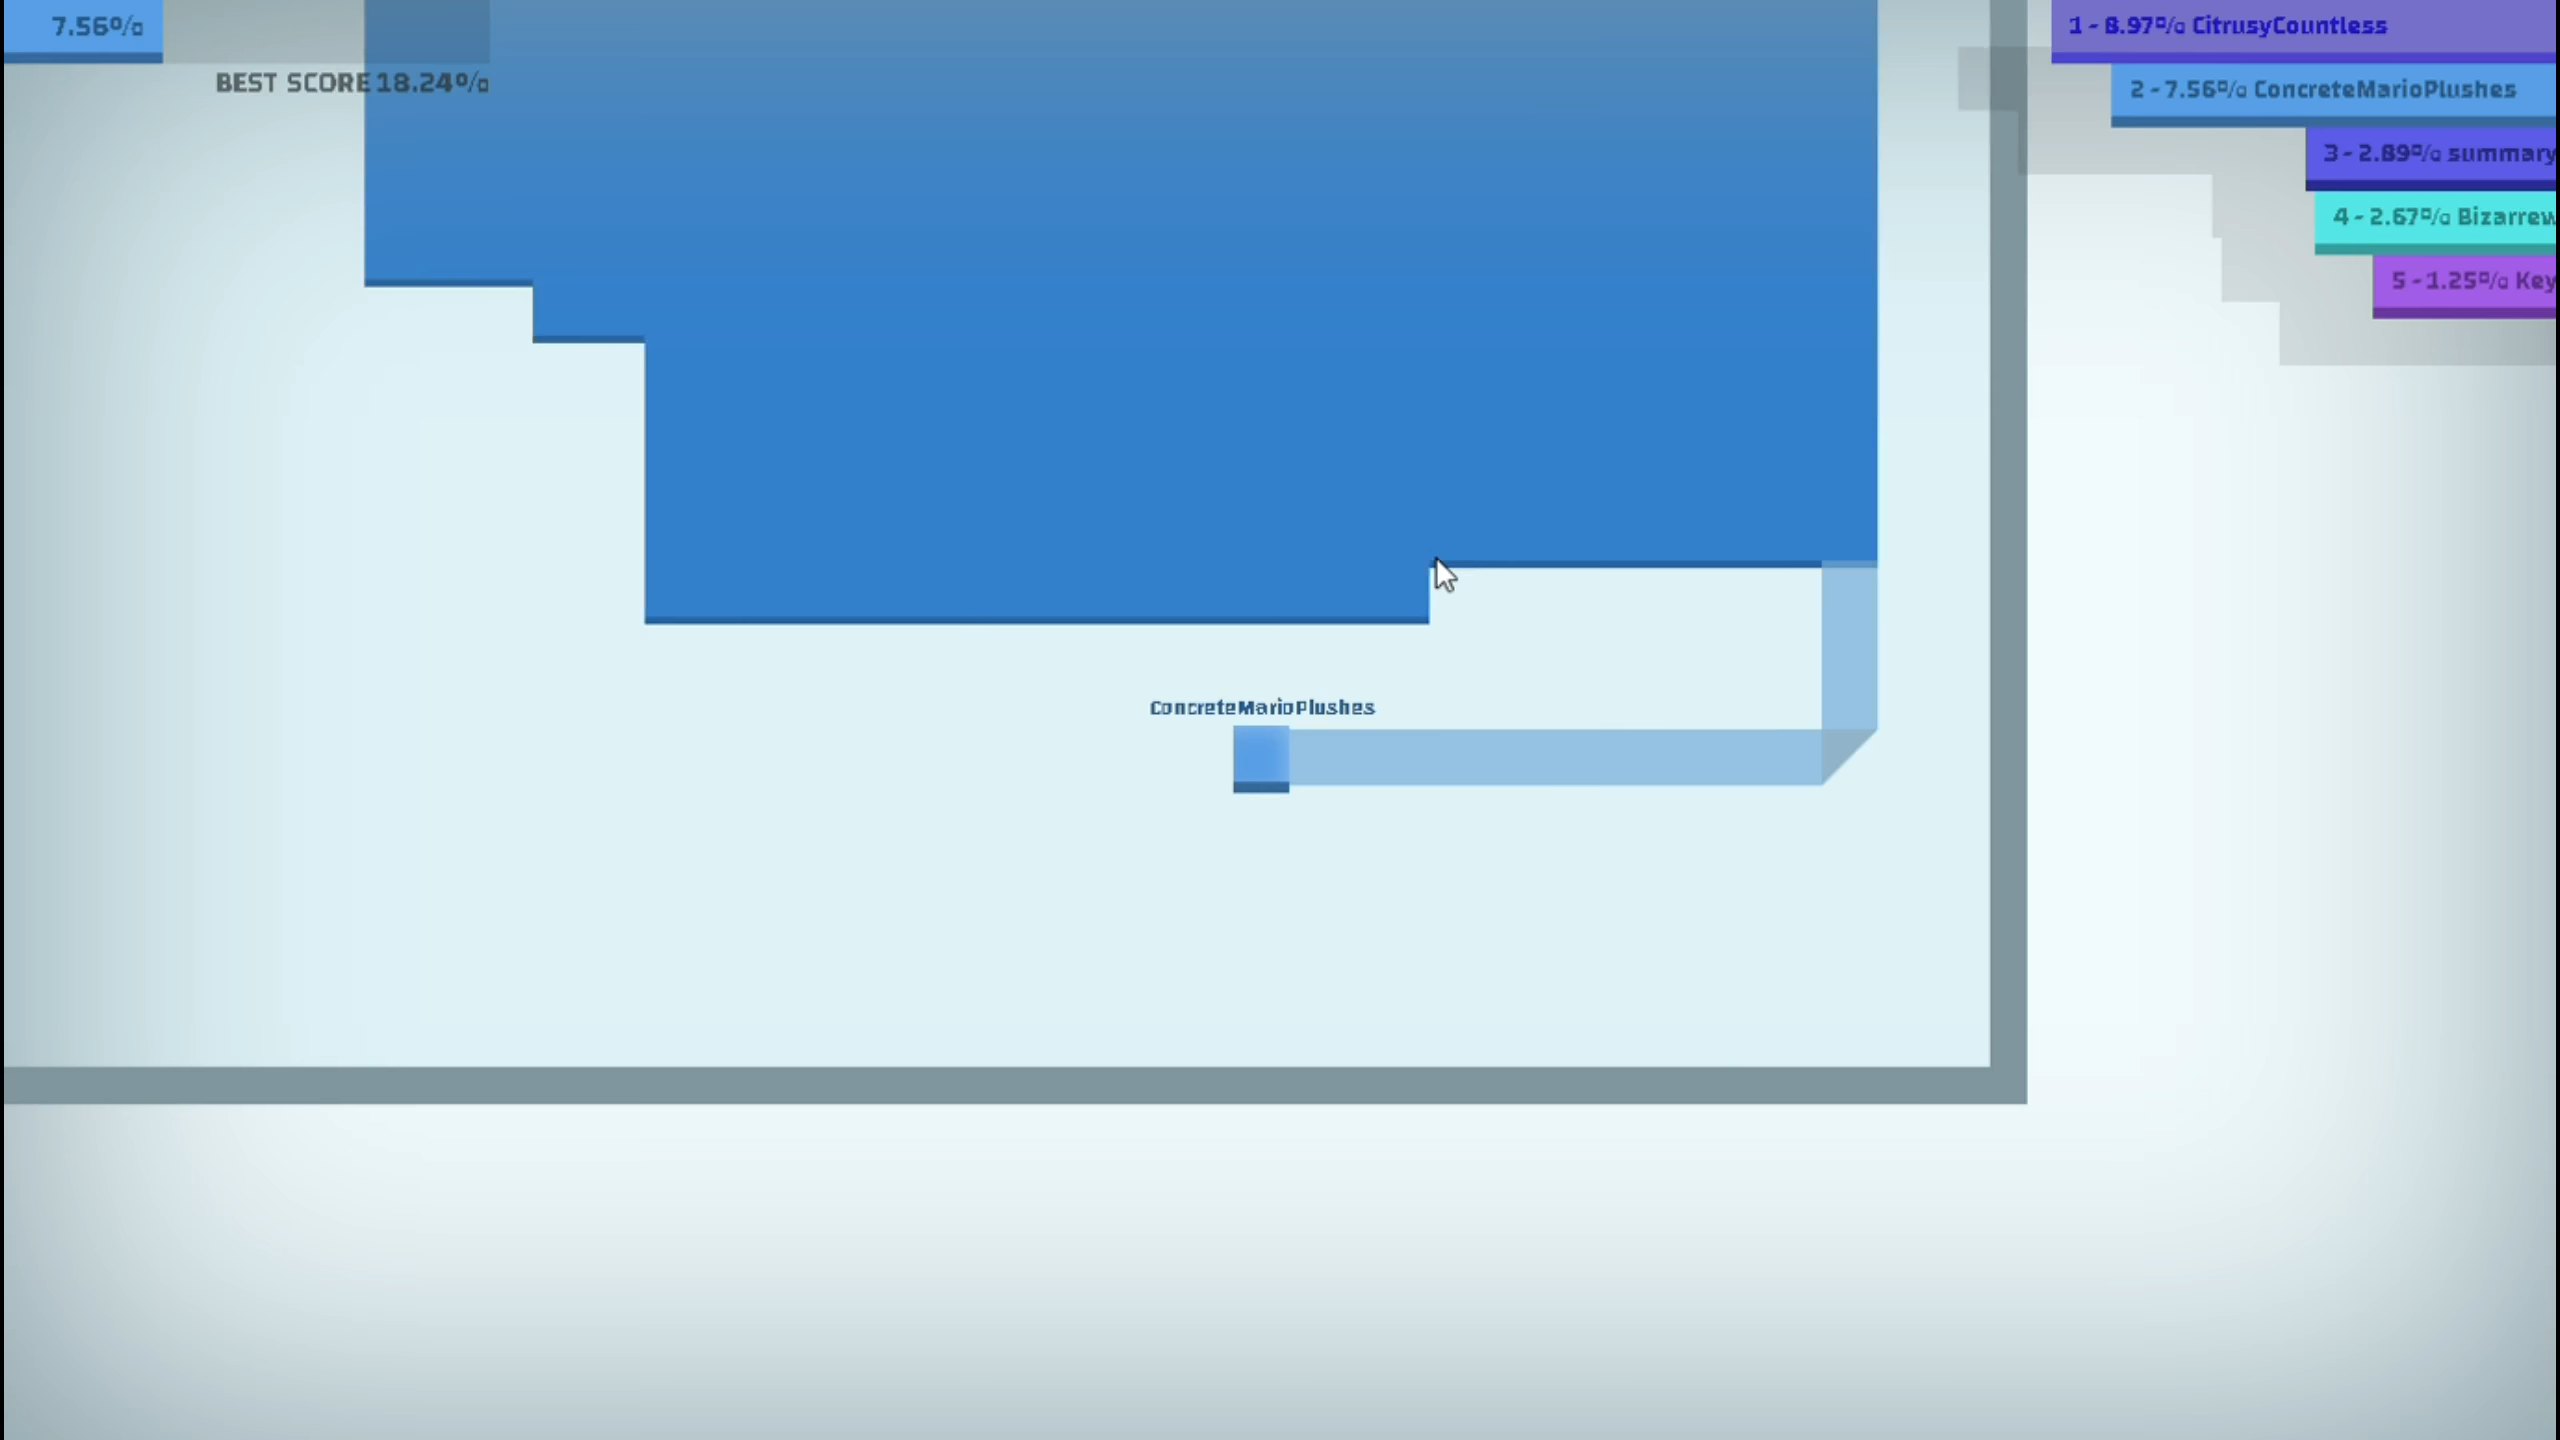 7.56%
BEST SCORE 18.24%
1 - 8.97% CitrusyCountless
2 - 7.56% ConcreteMarioPlushes
3 - 2.89% summary
4 - 2.67% Bizarrew
5 - 1.25% Key
ConcreteMarioPlushes